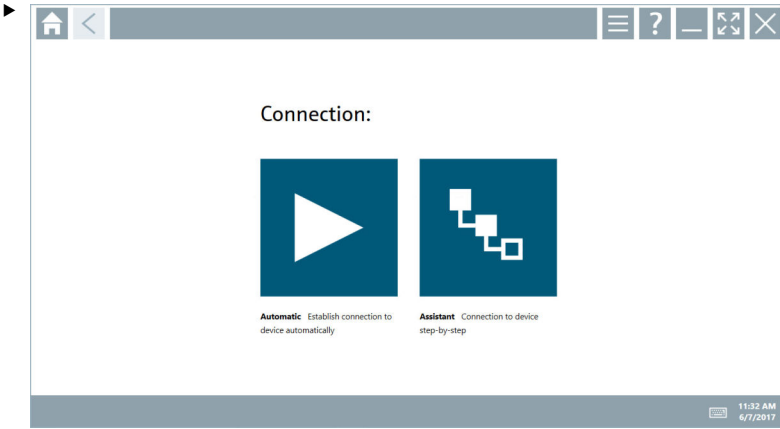 ?
Connection:
Automatic Establish connection to
device automatically
Assistant Connection to device
step-by-step
11:32 AM
6/7/2017